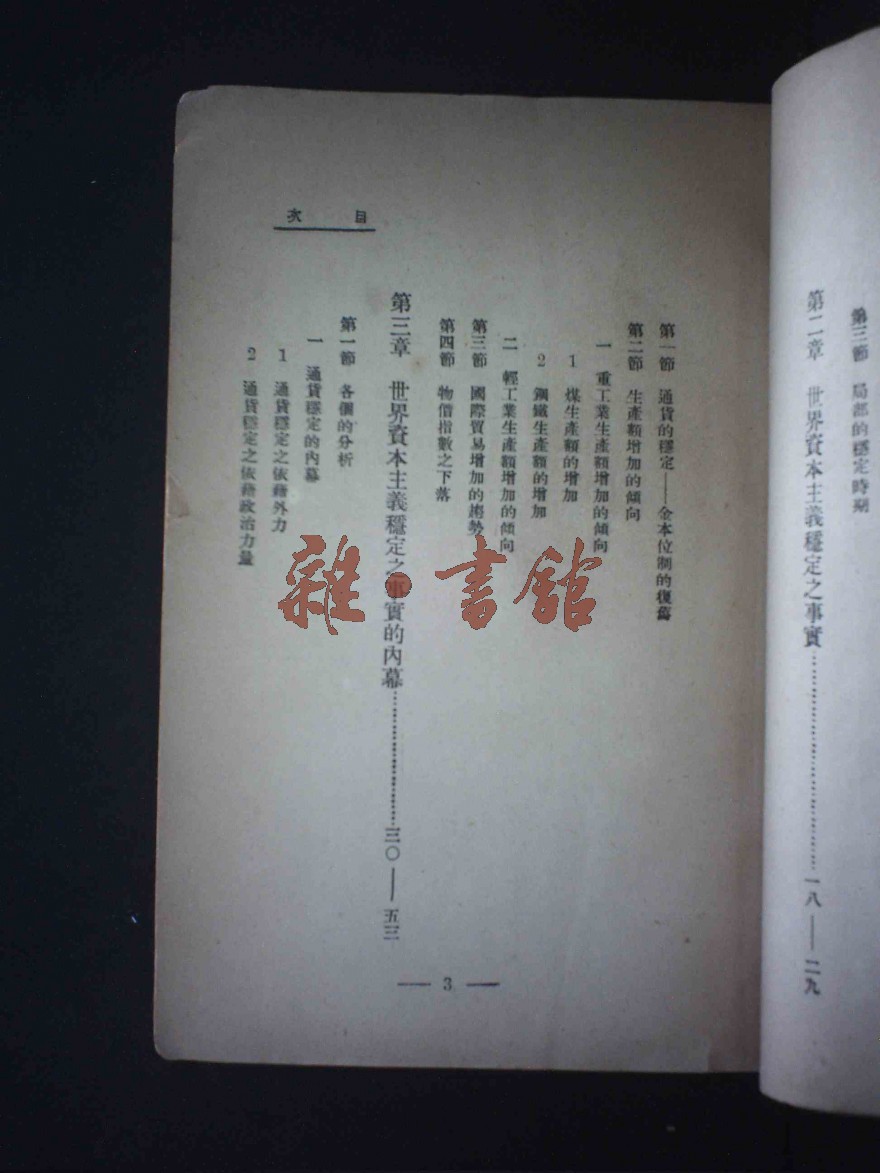 第三節　局部的穩定時期
第二章　世界資本主義穩定之事實……………………一八——二九
目次
第一節　通貨的穩定——金本位制的復舊
第二節　生產額增加的傾向
一　重工業生產額增加的傾向
1　煤生產額的增加
2　鋼鐵生產額的增加
二　輕工業生產額增加的傾向
第三節　國際貿易增加的趨勢
第四節　物價指數之下落
第三章　世界資本主義穩定之事實的內幕……………三〇——五三
第一節　各個的分析
一　通貨穩定的內幕
1　通貨穩定之依藉外力
2　通貨穩定之依藉政治力量
— 3 —
雜·書館